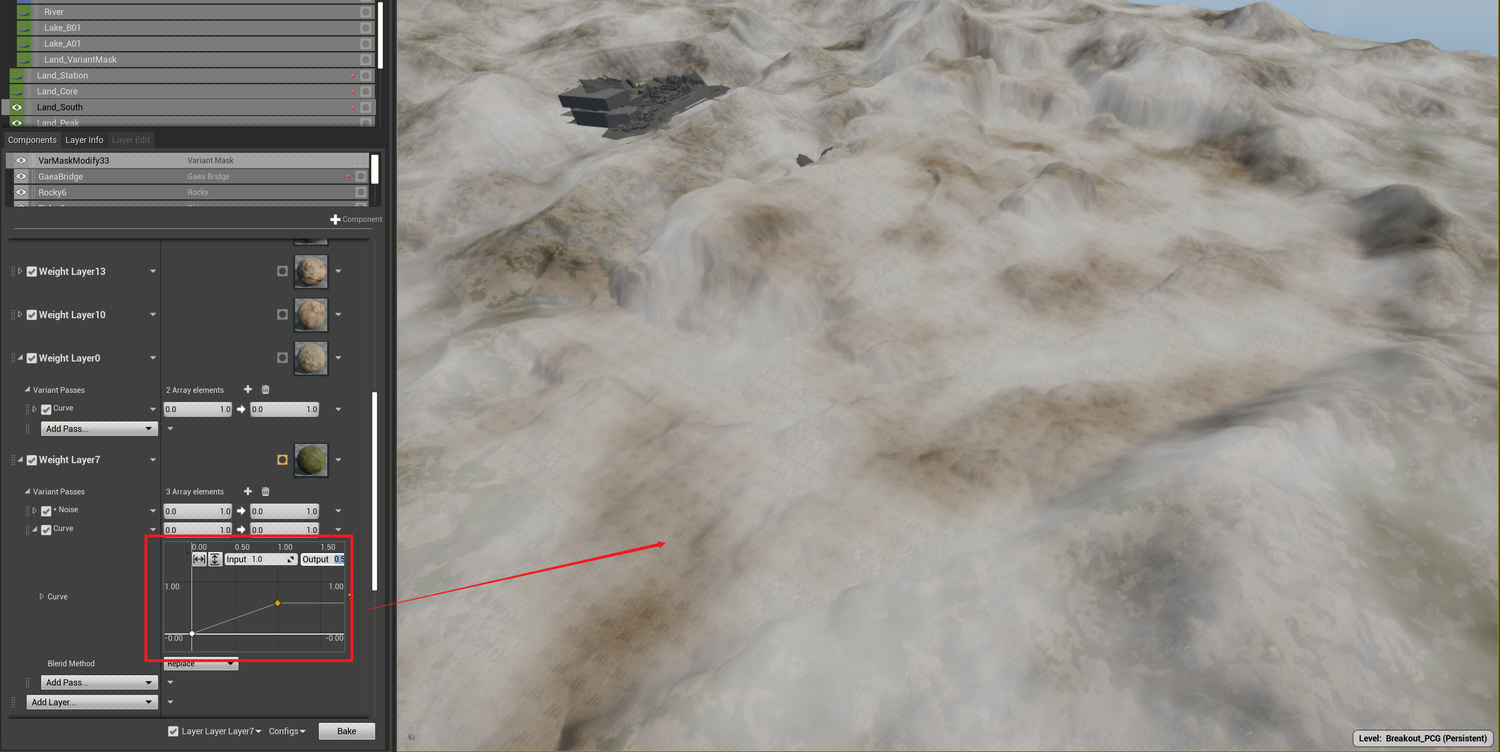 River
Lake_B01
Lake_A01
Land_VariantMask
Land_Station
Land_Core
Land_South
Land_Peak
Components Layer Info Layer Edit
VarMaskModify33 Variant Mask
GaeaBridge Gaea Bridge
Rocky6 Rocky
Component
Weight Layer13
Weight Layer10
Weight Layer0
Variant Passes 2 Array elements
Curve 0.0 1.0 0.0 1.0
Add Pass...
Weight Layer7
Variant Passes 3 Array elements
* Noise 0.0 1.0 0.0 1.0
Curve 0.0 1.0 0.0 1.0
0.00 0.50 1.00 1.50
Input 1.0 Output 0.5
1.00 1.00
Curve
-0.00 -0.00
Blend Method Replace
Add Pass...
Add Layer...
Layer Layer Layer7 Configs Bake
Level: Breakout_PCG (Persistent)